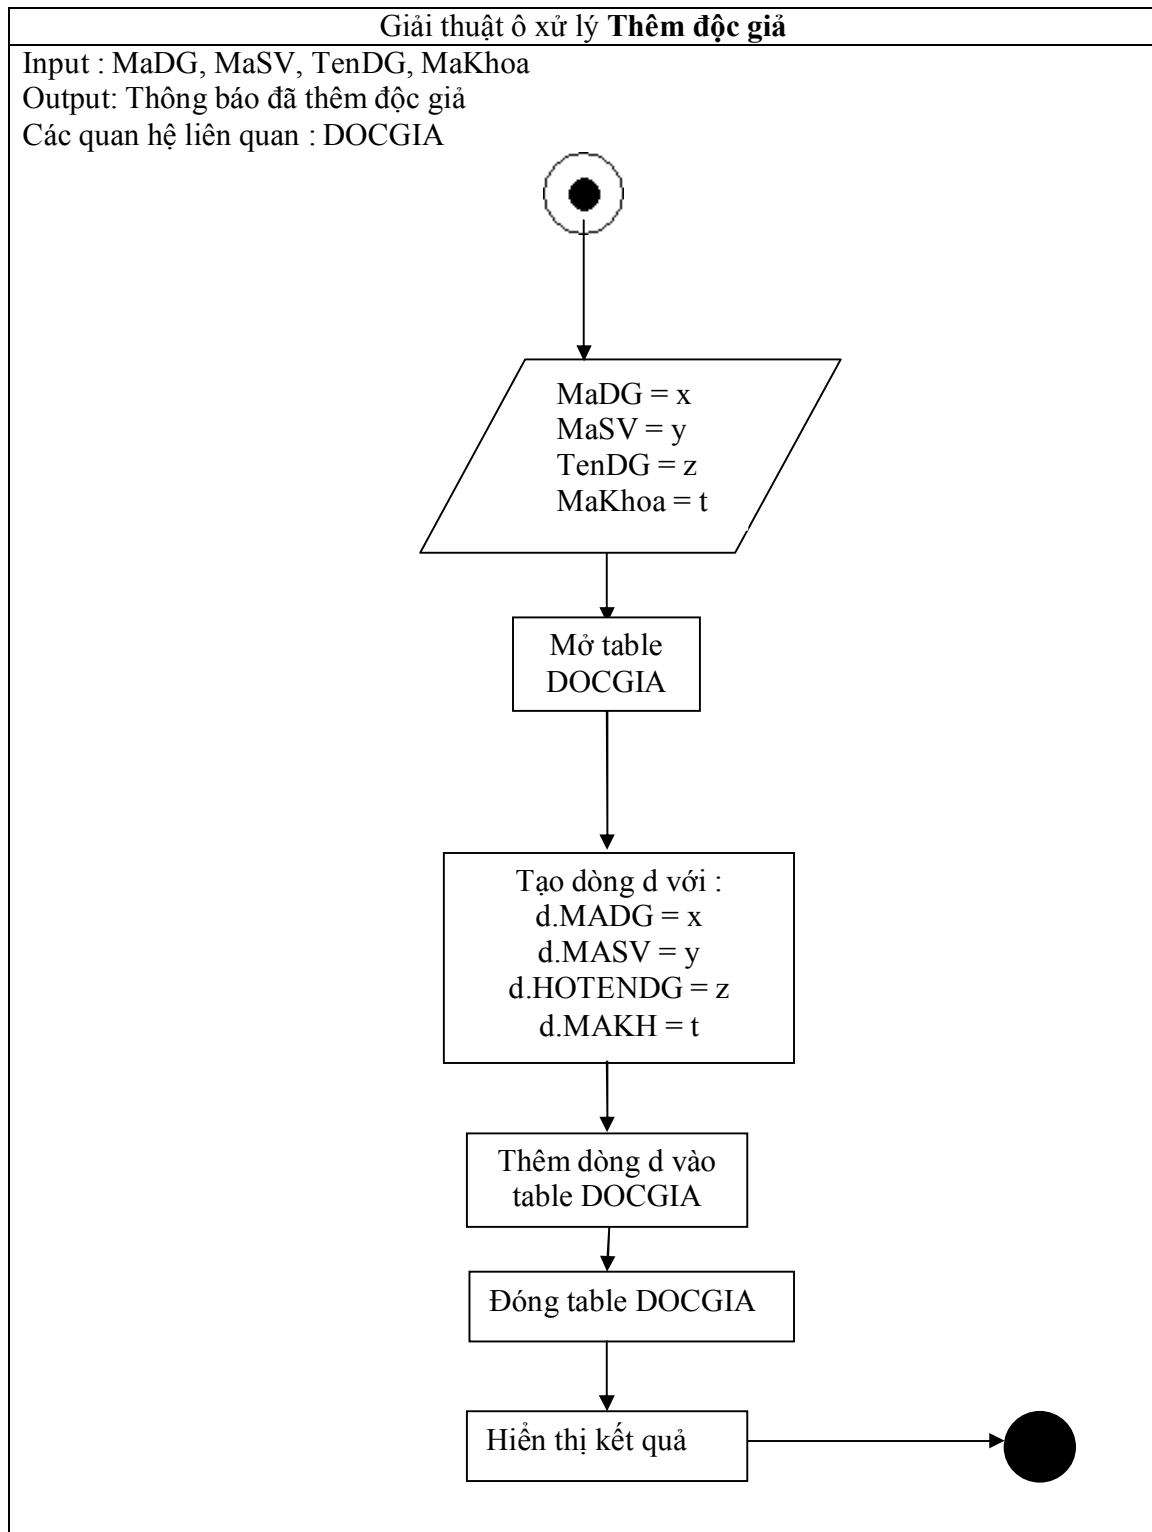 Giải thuật ô xử lý Thêm độc giả
Input : MaDG, MaSV, TenDG, MaKhoa
Output: Thông báo đã thêm độc giả
Các quan hệ liên quan : DOCGIA
MaDG = x
MaSV = y
TenDG = z
MaKhoa = t
Mở table
DOCGIA
Tạo dòng d với :
d.MADG = x
d.MASV = y
d.HOTENDG = z
d.MAKH = t
Thêm dòng d vào
table DOCGIA
Đóng table DOCGIA
Hiển thị kết quả